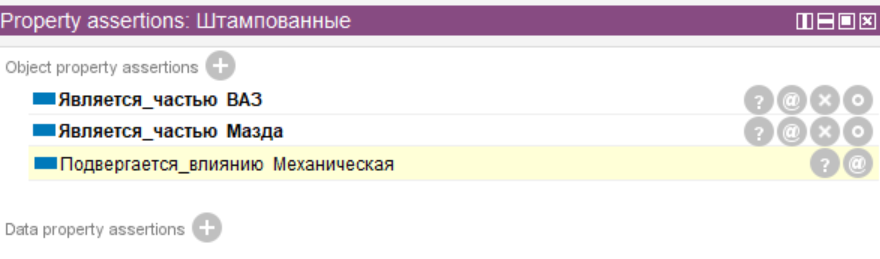 Property assertions: Штампованные
Object property assertions
Является_частью ВАЗ
? @
Является_частью Мазда
? @
Подвергается_влиянию Механическая
? @
Data property assertions